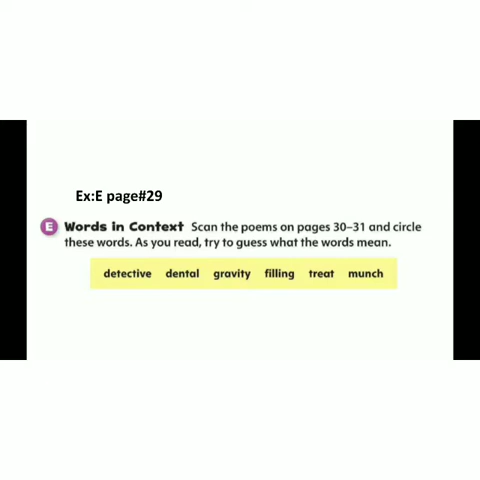 Ex:E page#29
E Words in Context Scan the poems on pages 30–31 and circle
these words. As you read, try to guess what the words mean.
detective dental gravity filling treat munch